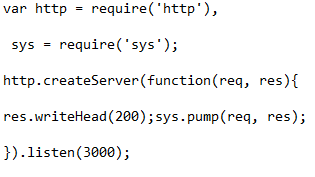 var http = require('http'),
sys = require('sys');
http.createServer(function(req, res){
res.writeHead(200);sys.pump(req, res);
}).listen(3000);